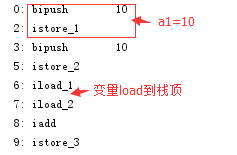 0: bipush 10
2: istore_1
a1=10
3: bipush 10
5: istore_2
6: iload_1
变量load到栈顶
7: iload_2
8: iadd
9: istore_3